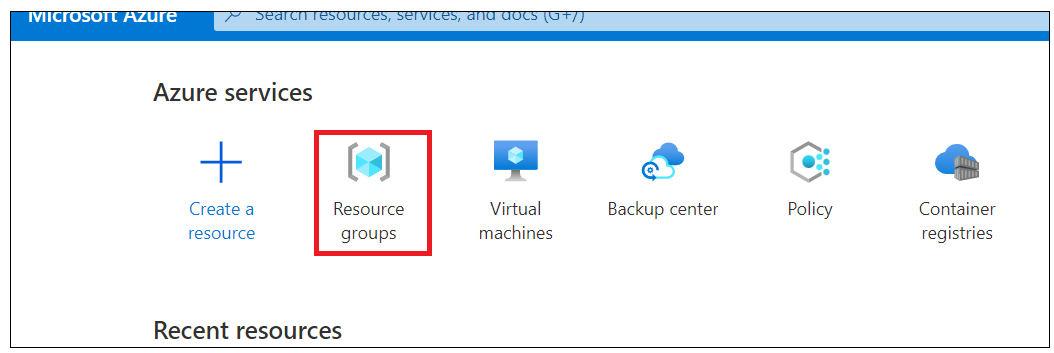 Microsoft Azure
Search resources, services, and docs (G+/)
Azure services
Create a
resource
Resource
groups
Virtual
machines
Backup center
Policy
Container
registries
Recent resources